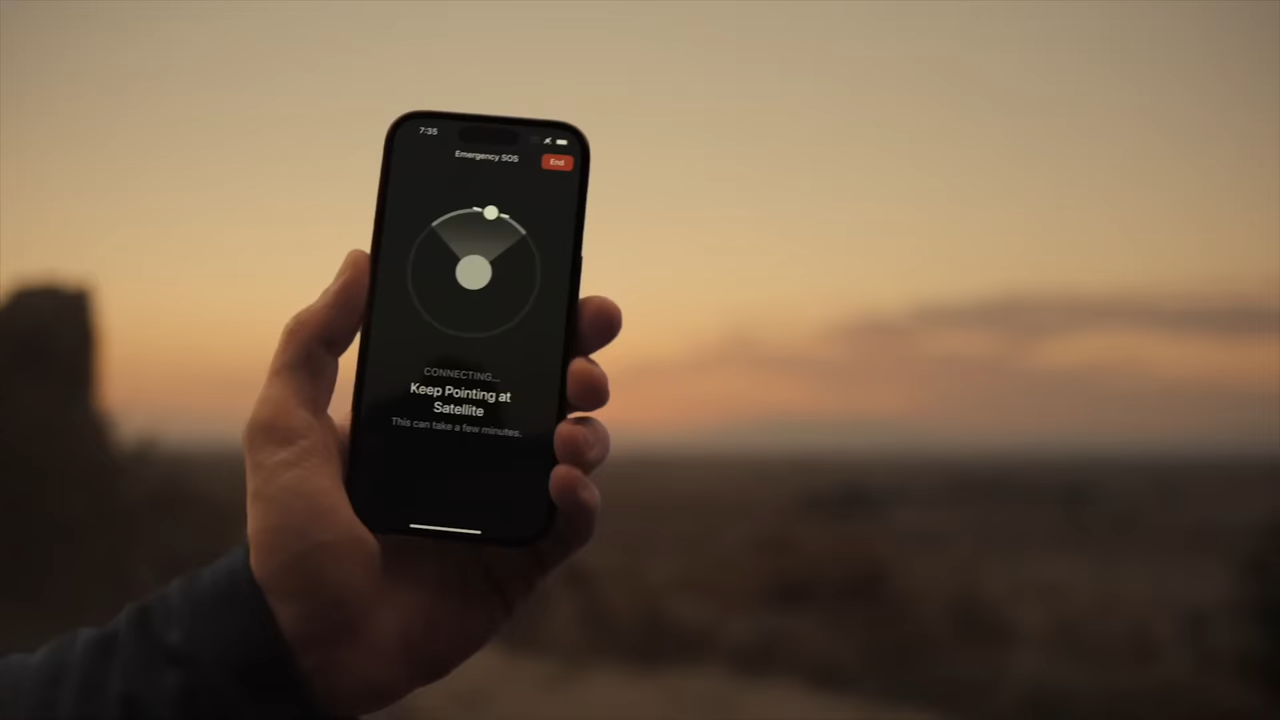 7:35
Emergency SOS
End
CONNECTING...
Keep Pointing at
Satellite
This can take a few minutes.